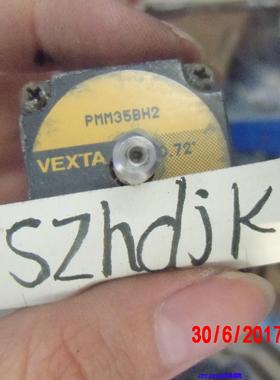 PMM35BH2
VEXTA 0.72°
szhdjk
30/6/2017